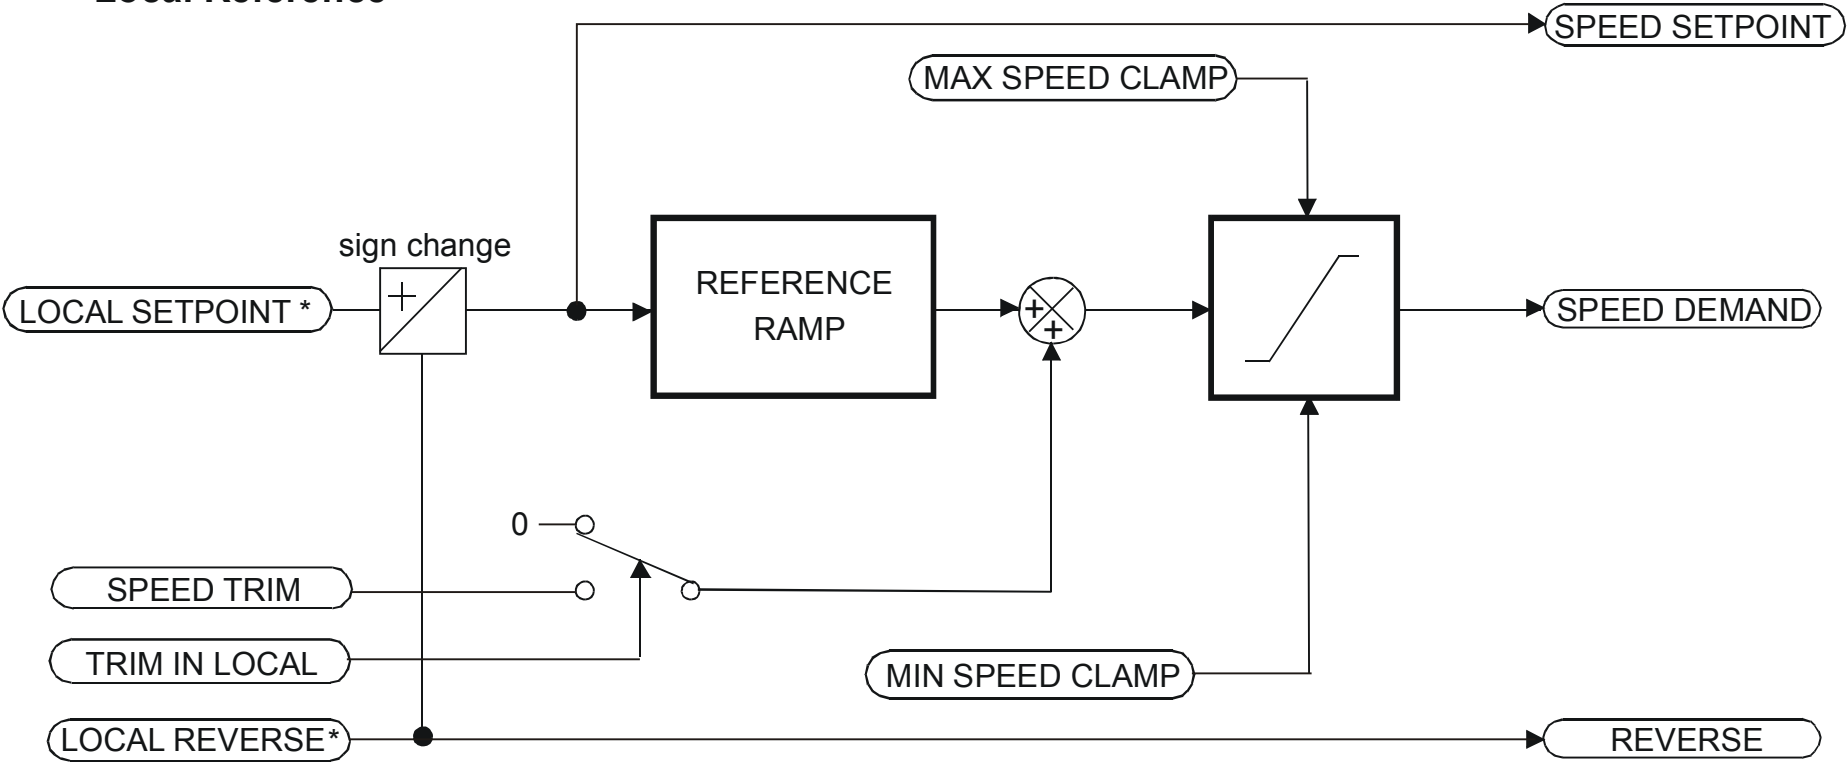 SPEED SETPOINT
MAX SPEED CLAMP
sign change
+
LOCAL SETPOINT *
REFERENCE
RAMP
+
+
SPEED DEMAND
0
SPEED TRIM
TRIM IN LOCAL
MIN SPEED CLAMP
LOCAL REVERSE*
REVERSE